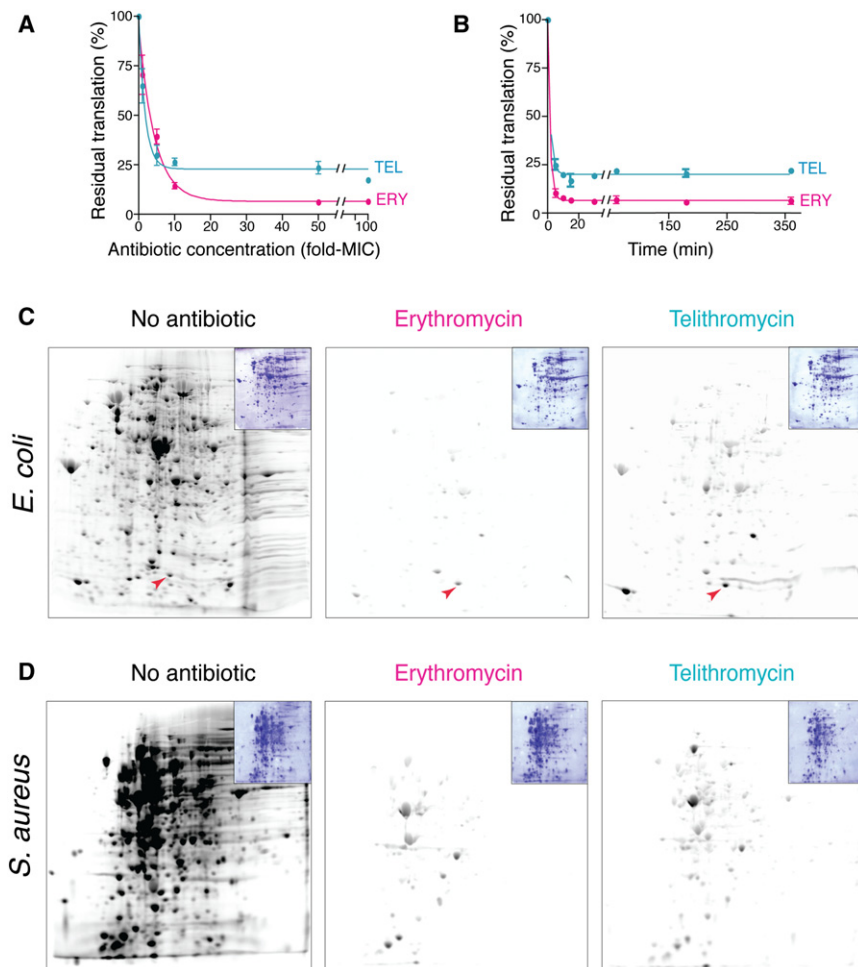 A
Residual translation (%)
100
75
50
25
0
0 10 20 30 40 50 100
Antibiotic concentration (fold-MIC)
TEL
ERY
B
Residual translation (%)
100
75
50
25
0
0 20 150 250 350
Time (min)
TEL
ERY
C
No antibiotic Erythromycin Telithromycin
E. coli
D
No antibiotic Erythromycin Telithromycin
S. aureus